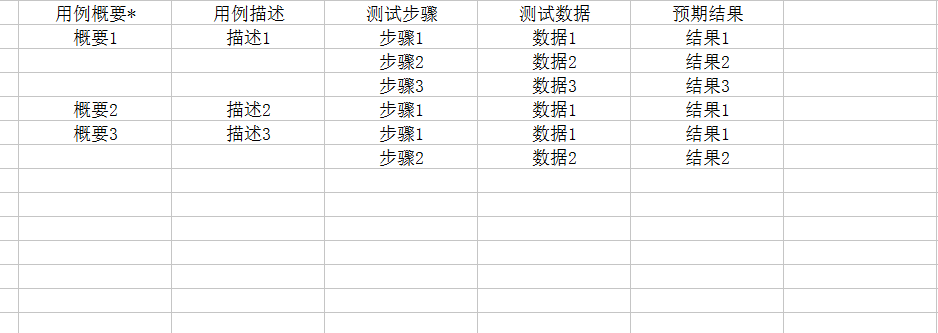 用例概要* 用例描述 测试步骤 测试数据 预期结果
概要1 描述1 步骤1 数据1 结果1
步骤2 数据2 结果2
步骤3 数据3 结果3
概要2 描述2 步骤1 数据1 结果1
概要3 描述3 步骤1 数据1 结果1
步骤2 数据2 结果2